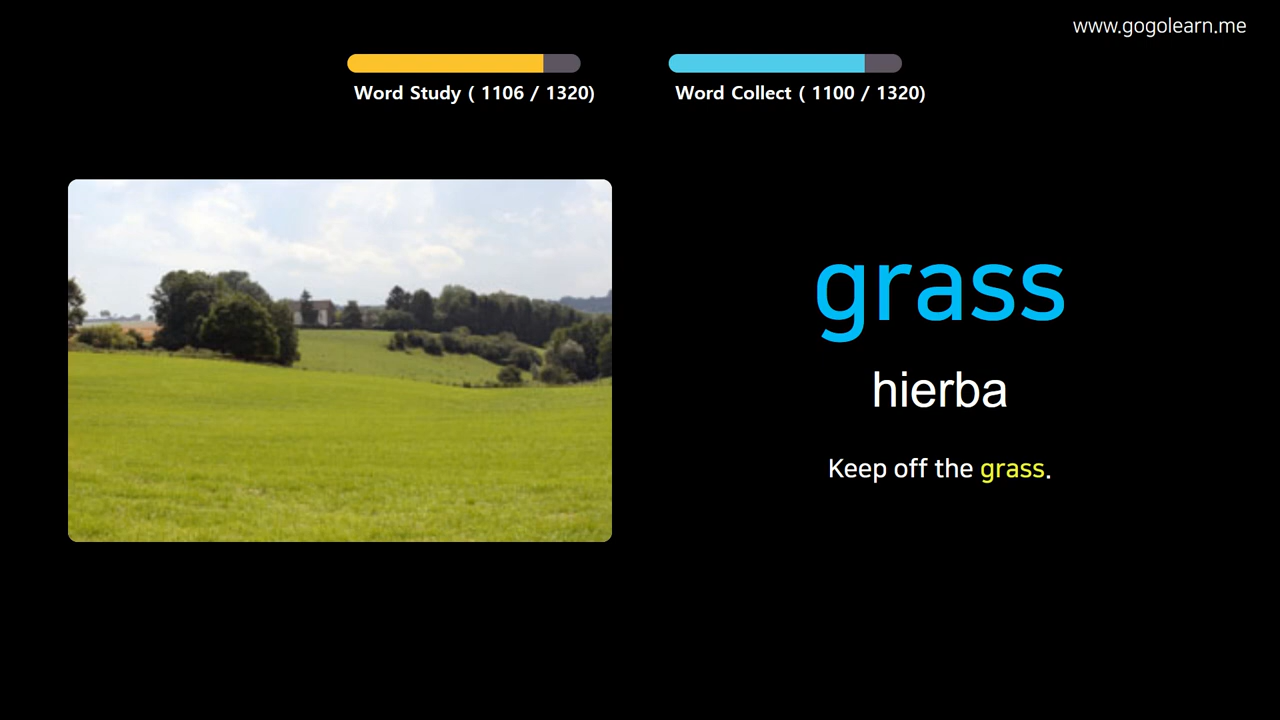 www.gogolearn.me
Word Study ( 1106 / 1320)
Word Collect ( 1100 / 1320)
grass
hierba
Keep off the grass.